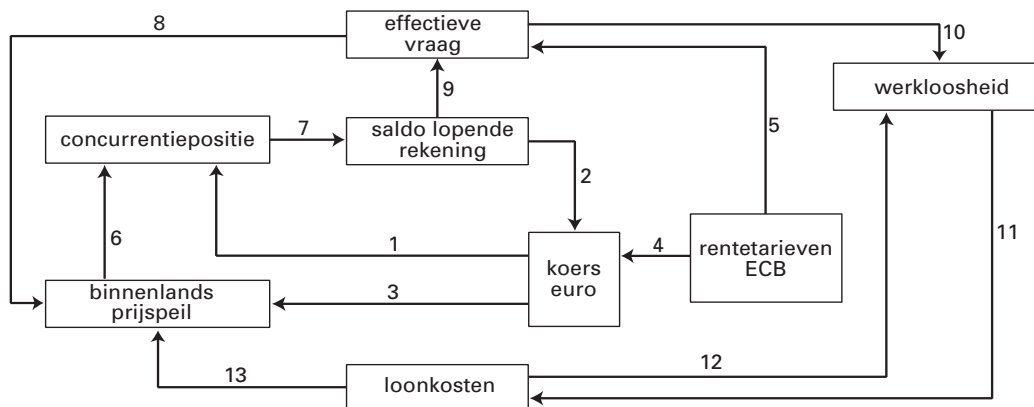 8
effectieve
vraag
10
9
werkloosheid
concurrentiepositie
7
saldo lopende
rekening
5
2
6
1
koers
euro
4
rentetarieven
ECB
11
binnenlands
prijspeil
3
13
loonkosten
12